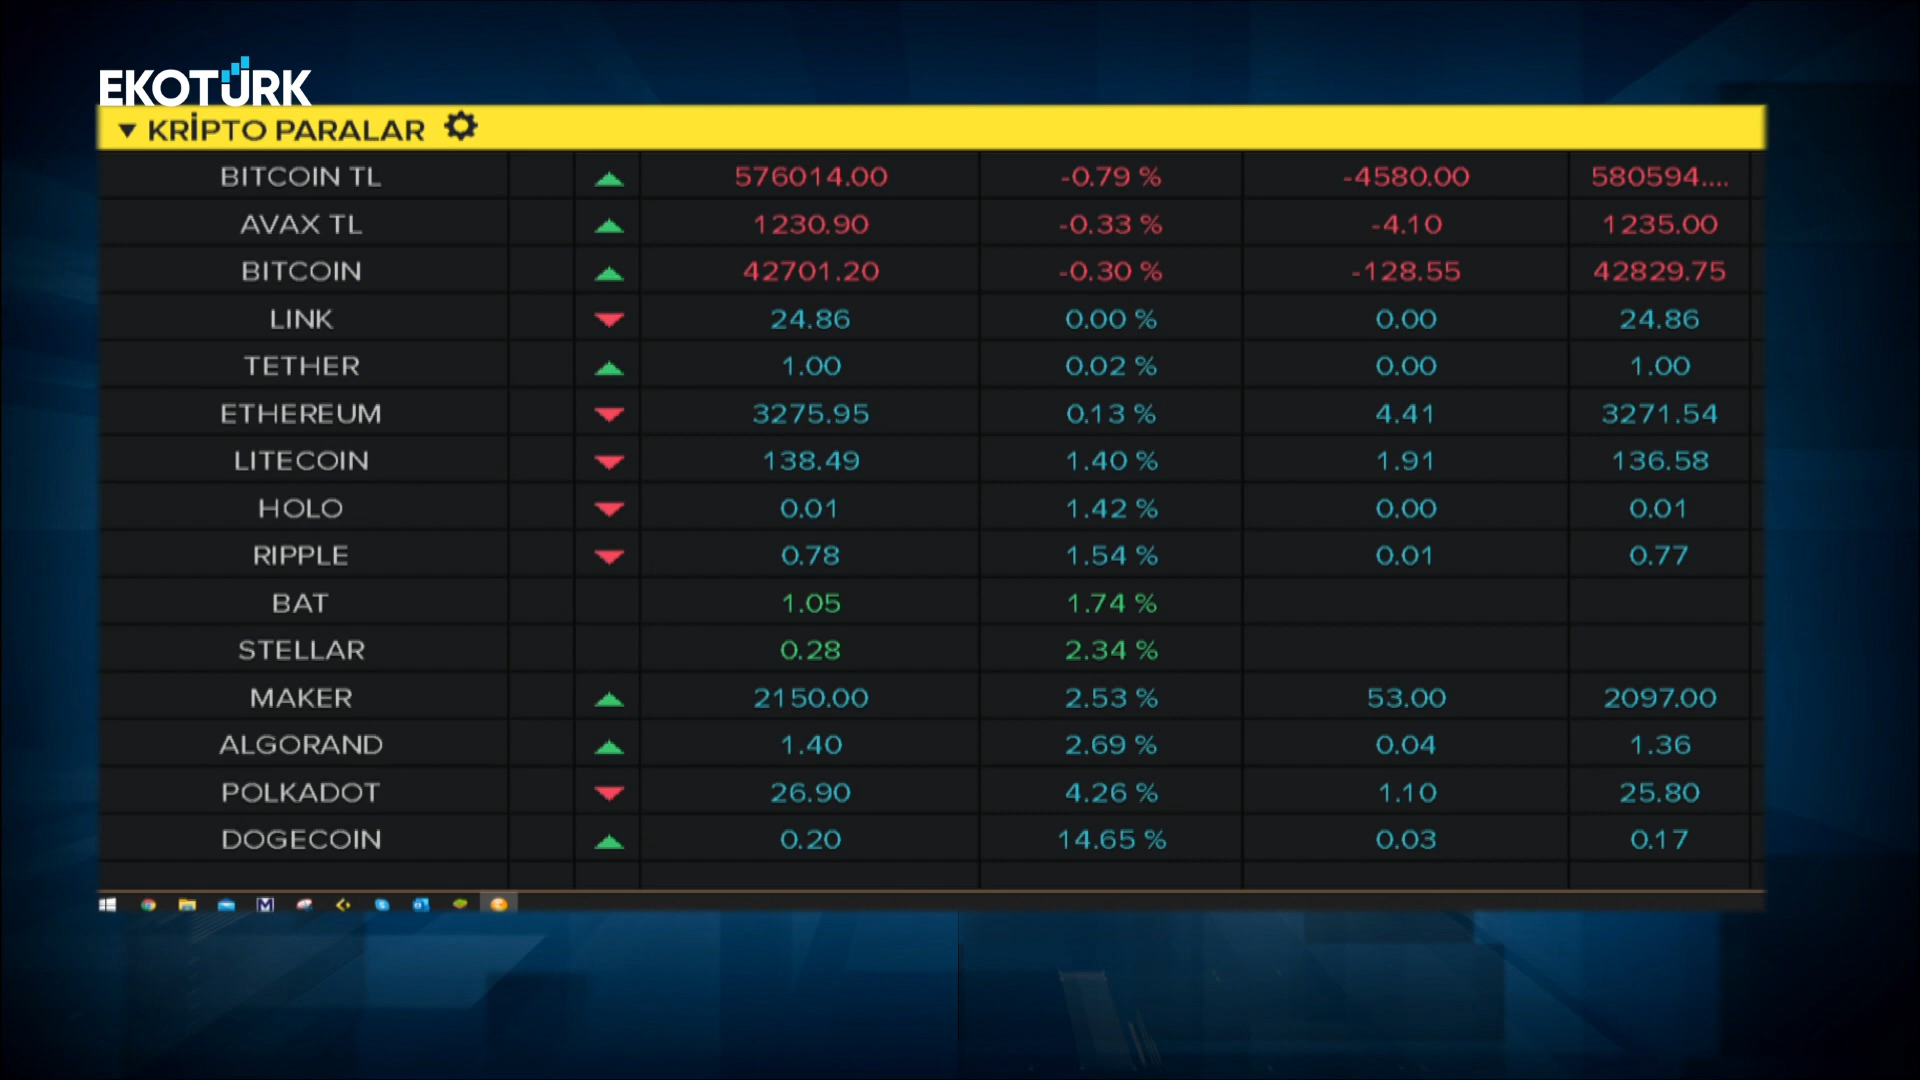 EKOTÜRK
KRİPTO PARALAR
BITCOIN TL 576014.00 -0.79 % -4580.00 580594....
AVAX TL 1230.90 -0.33 % -4.10 1235.00
BITCOIN 42701.20 -0.30 % -128.55 42829.75
LINK 24.86 0.00 % 0.00 24.86
TETHER 1.00 0.02 % 0.00 1.00
ETHEREUM 3275.95 0.13 % 4.41 3271.54
LITECOIN 138.49 1.40 % 1.91 136.58
HOLO 0.01 1.42 % 0.00 0.01
RIPPLE 0.78 1.54 % 0.01 0.77
BAT 1.05 1.74 %
STELLAR 0.28 2.34 %
MAKER 2150.00 2.53 % 53.00 2097.00
ALGORAND 1.40 2.69 % 0.04 1.36
POLKADOT 26.90 4.26 % 1.10 25.80
DOGECOIN 0.20 14.65 % 0.03 0.17